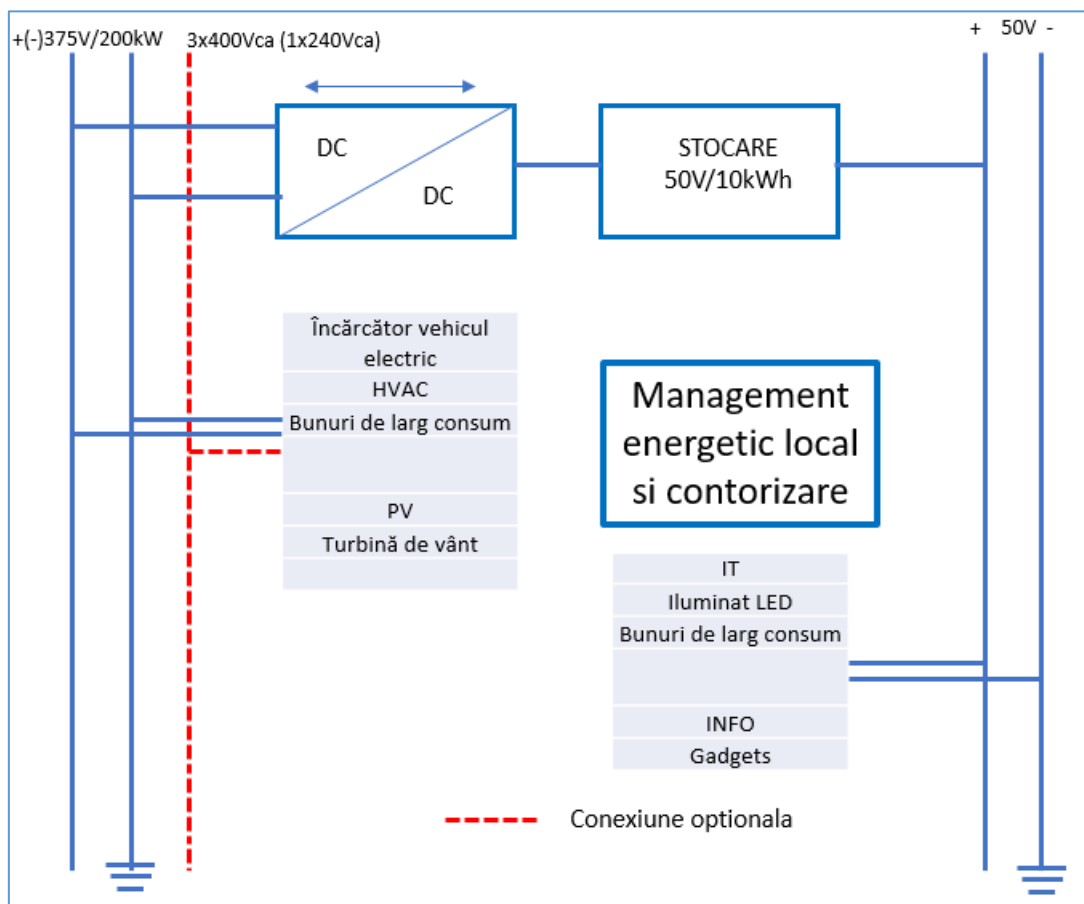 +(-)375V/200kW 3x400Vca (1x240Vca) + 50V -
DC
DC
STOCARE
50V/10kWh
Încărcător vehicul
electric
HVAC
Bunuri de larg consum
PV
Turbină de vânt
Management
energetic local
si contorizare
IT
Iluminat LED
Bunuri de larg consum
INFO
Gadgets
Conexiune optionala